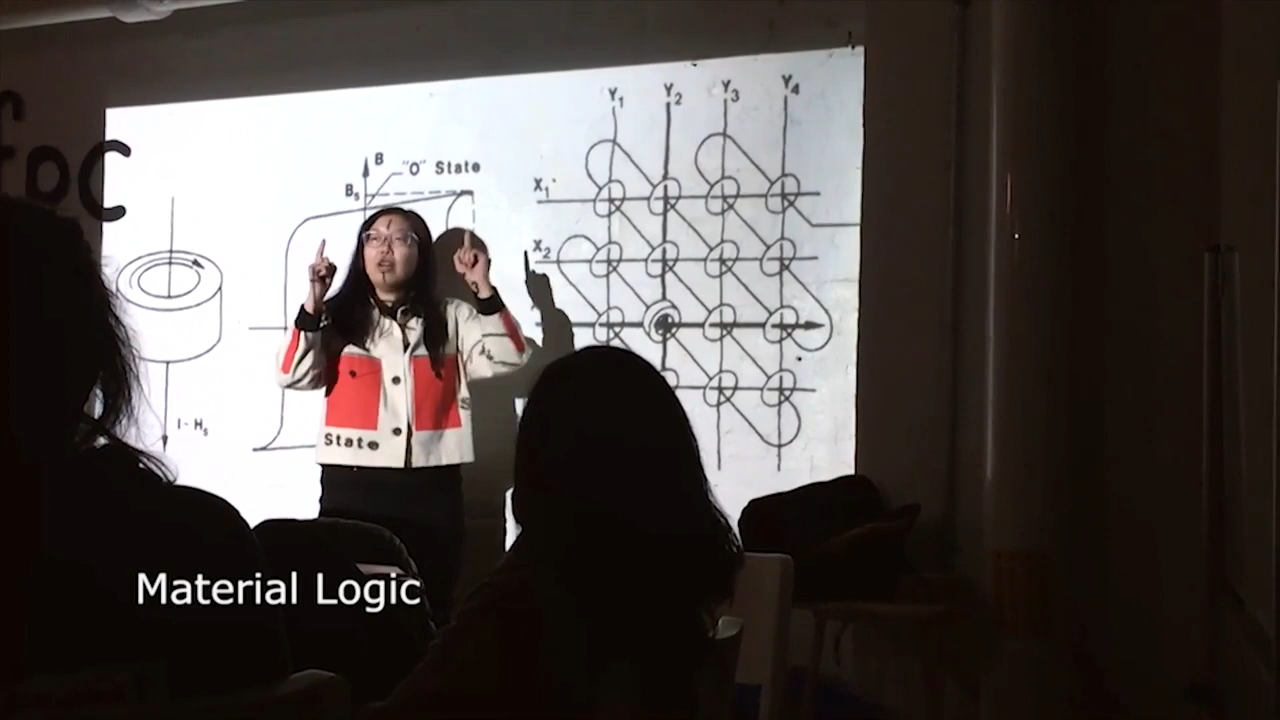 foC
B
"O" State
Bs
Y1 Y2 Y3 Y4
X1
X2
I - Hs
State
Material Logic